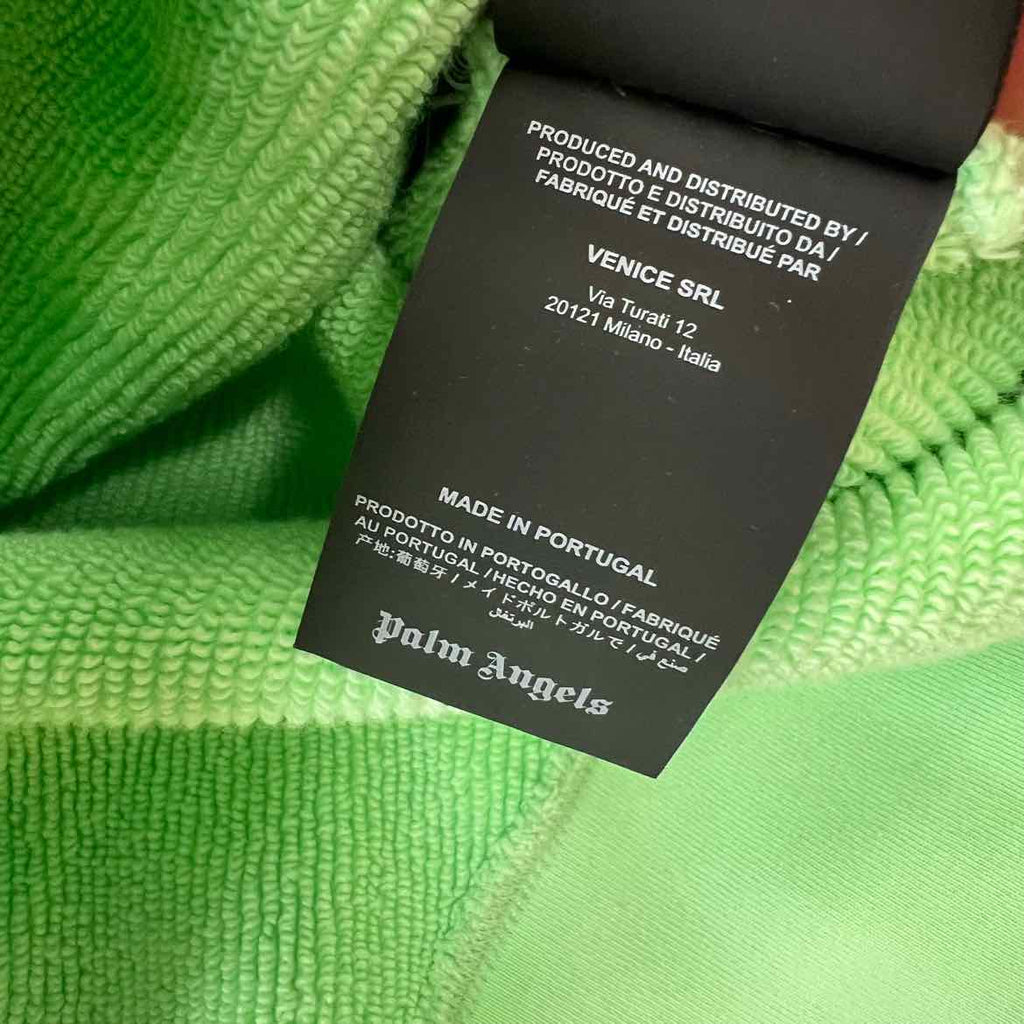 PRODUCED AND DISTRIBUTED BY /
PRODOTTO E DISTRIBUITO DA /
FABRIQUÉ ET DISTRIBUÉ PAR
VENICE SRL
Via Turati 12
20121 Milano - Italia
MADE IN PORTUGAL
PRODOTTO IN PORTOGALLO / FABRIQUÉ
AU PORTUGAL / HECHO EN PORTUGAL /
产地:葡萄牙 / メイドポルトガルで / صنع في /
البرتغال
Palm Angels